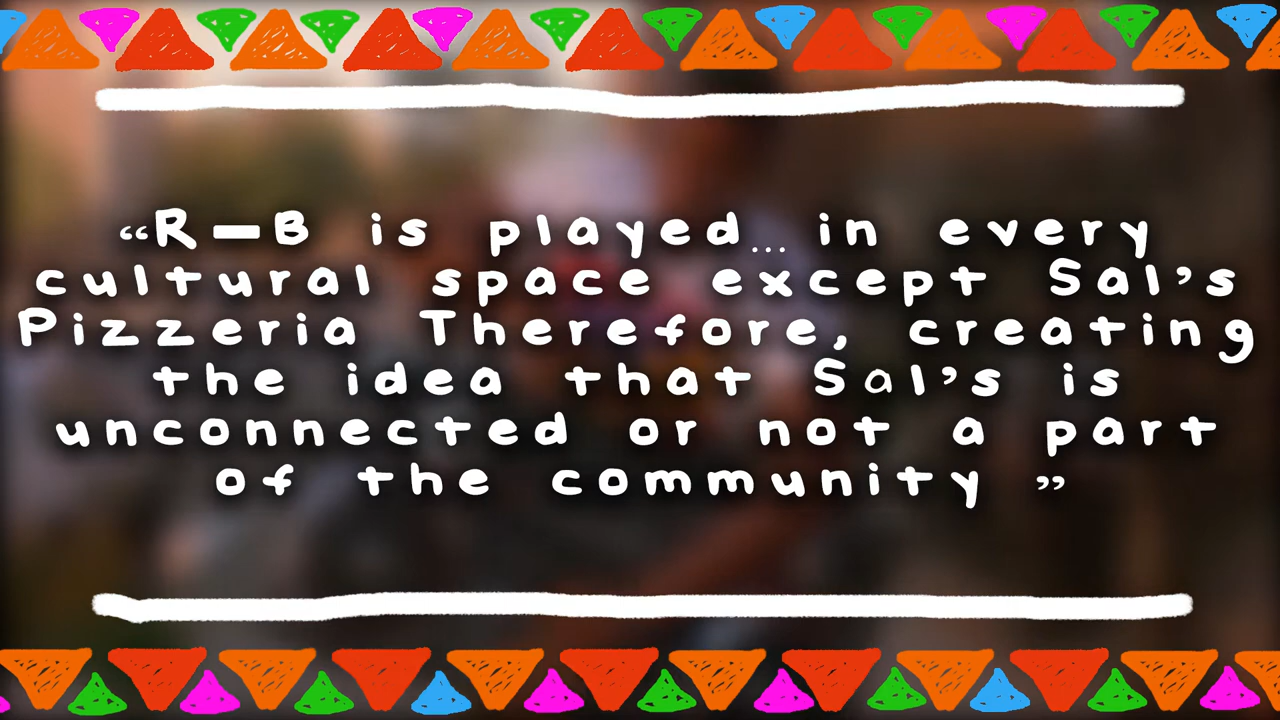 “R-B is played... in every
cultural space except Sal’s
Pizzeria Therefore, creating
the idea that Sal’s is
unconnected or not a part
of the community ”